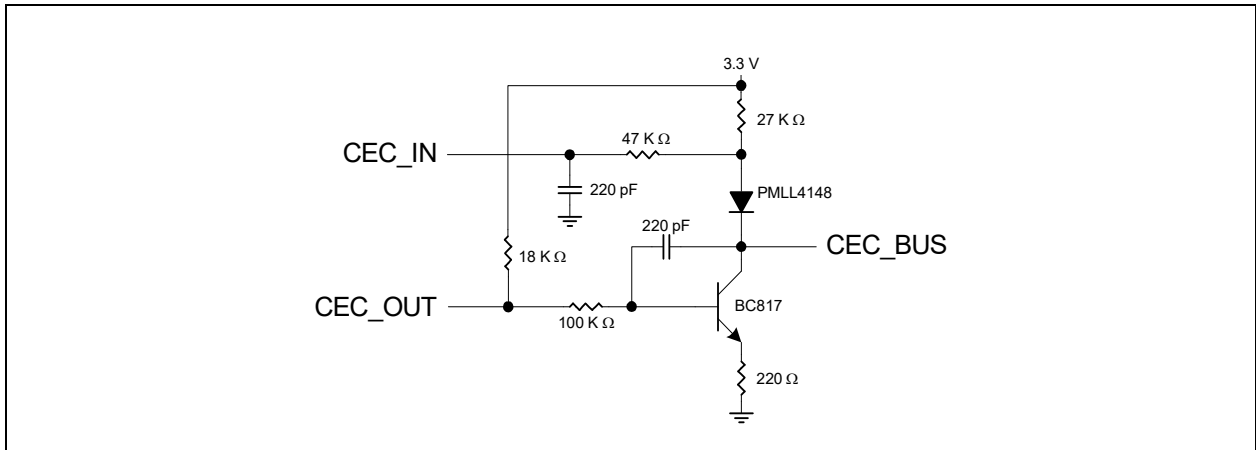 3.3 V
27 K Ω
47 K Ω
CEC_IN
220 pF
PMLL4148
220 pF
CEC_BUS
18 K Ω
CEC_OUT
BC817
100 K Ω
220 Ω